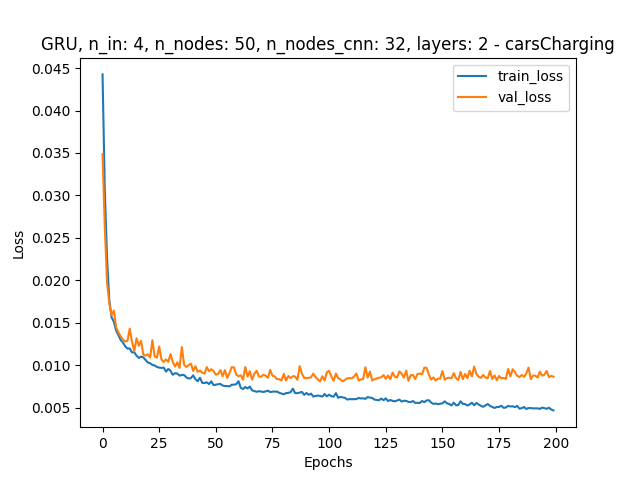 GRU, n_in: 4, n_nodes: 50, n_nodes_cnn: 32, layers: 2 - carsCharging
train_loss
val_loss
0.045
0.040
0.035
0.030
0.025
0.020
0.015
0.010
0.005
Loss
0 25 50 75 100 125 150 175 200
Epochs